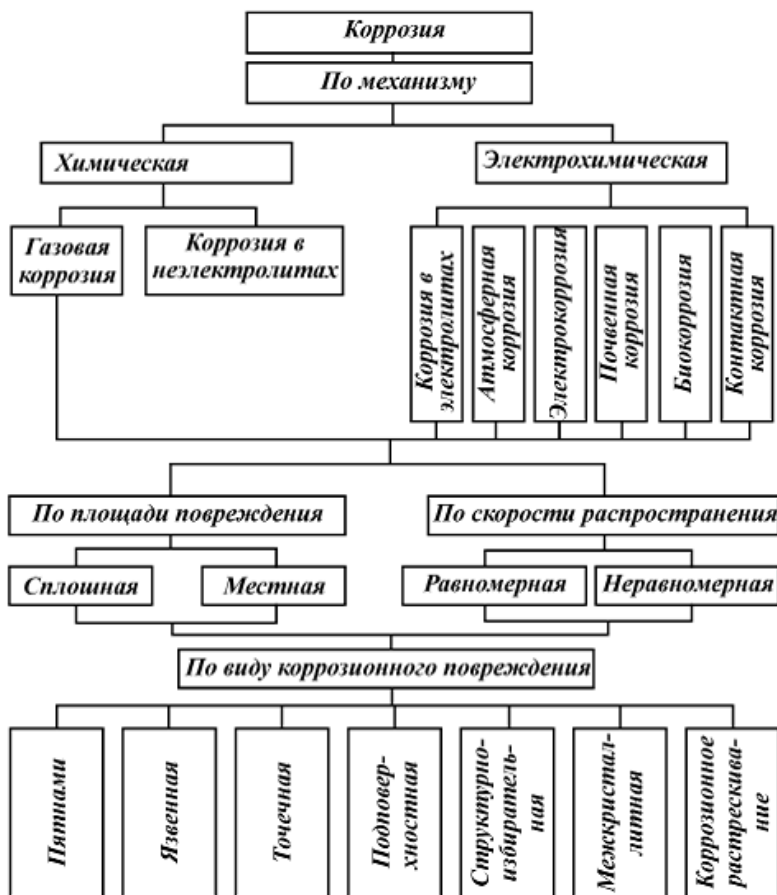 Коррозия
По механизму
Химическая
Электрохимическая
Газовая
коррозия
Коррозия в
неэлектролитах
Коррозия в
электролитах
Атмосферная
коррозия
Электрокоррозия
Почвенная
коррозия
Биокоррозия
Контактная
коррозия
По площади повреждения
По скорости распространения
Сплошная
Местная
Равномерная
Неравномерная
По виду коррозионного повреждения
Пятнами
Язвенная
Точечная
Подповер-
хностная
Структурно-
избиратель-
ная
Межкристал-
литная
Коррозионное
растрескива-
ние